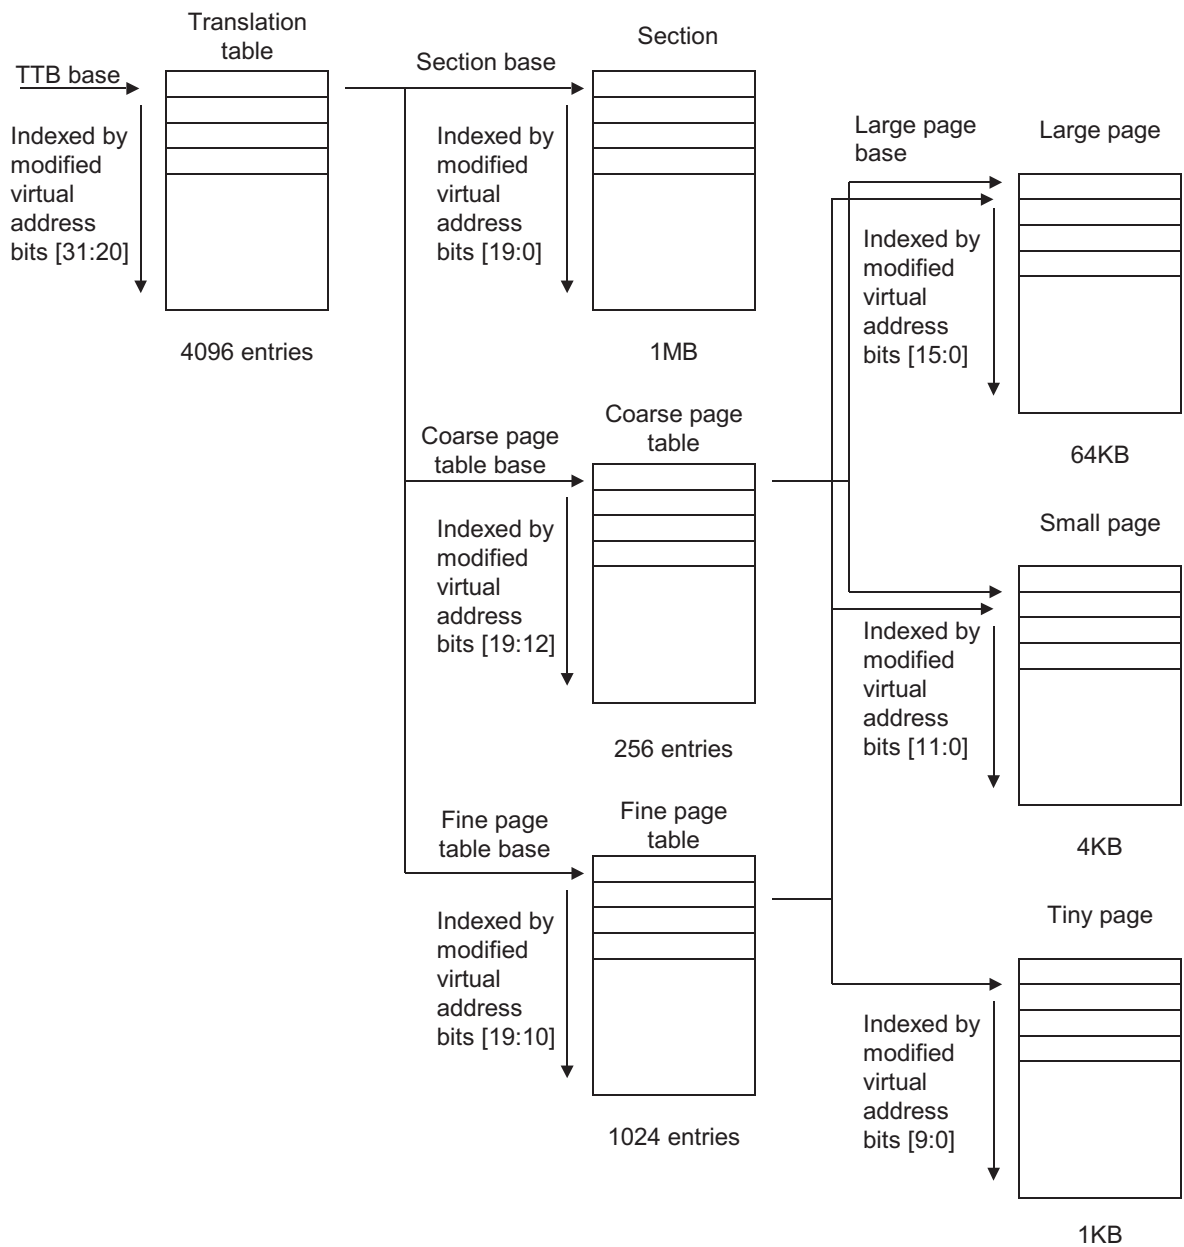 Translation
table
TTB base
Indexed by
modified
virtual
address
bits [31:20]
4096 entries
Section base
Section
Indexed by
modified
virtual
address
bits [19:0]
1MB
Coarse page
table base
Coarse page
table
Indexed by
modified
virtual
address
bits [19:12]
256 entries
Fine page
table base
Fine page
table
Indexed by
modified
virtual
address
bits [19:10]
1024 entries
Large page
base
Large page
Indexed by
modified
virtual
address
bits [15:0]
64KB
Small page
Indexed by
modified
virtual
address
bits [11:0]
4KB
Tiny page
Indexed by
modified
virtual
address
bits [9:0]
1KB